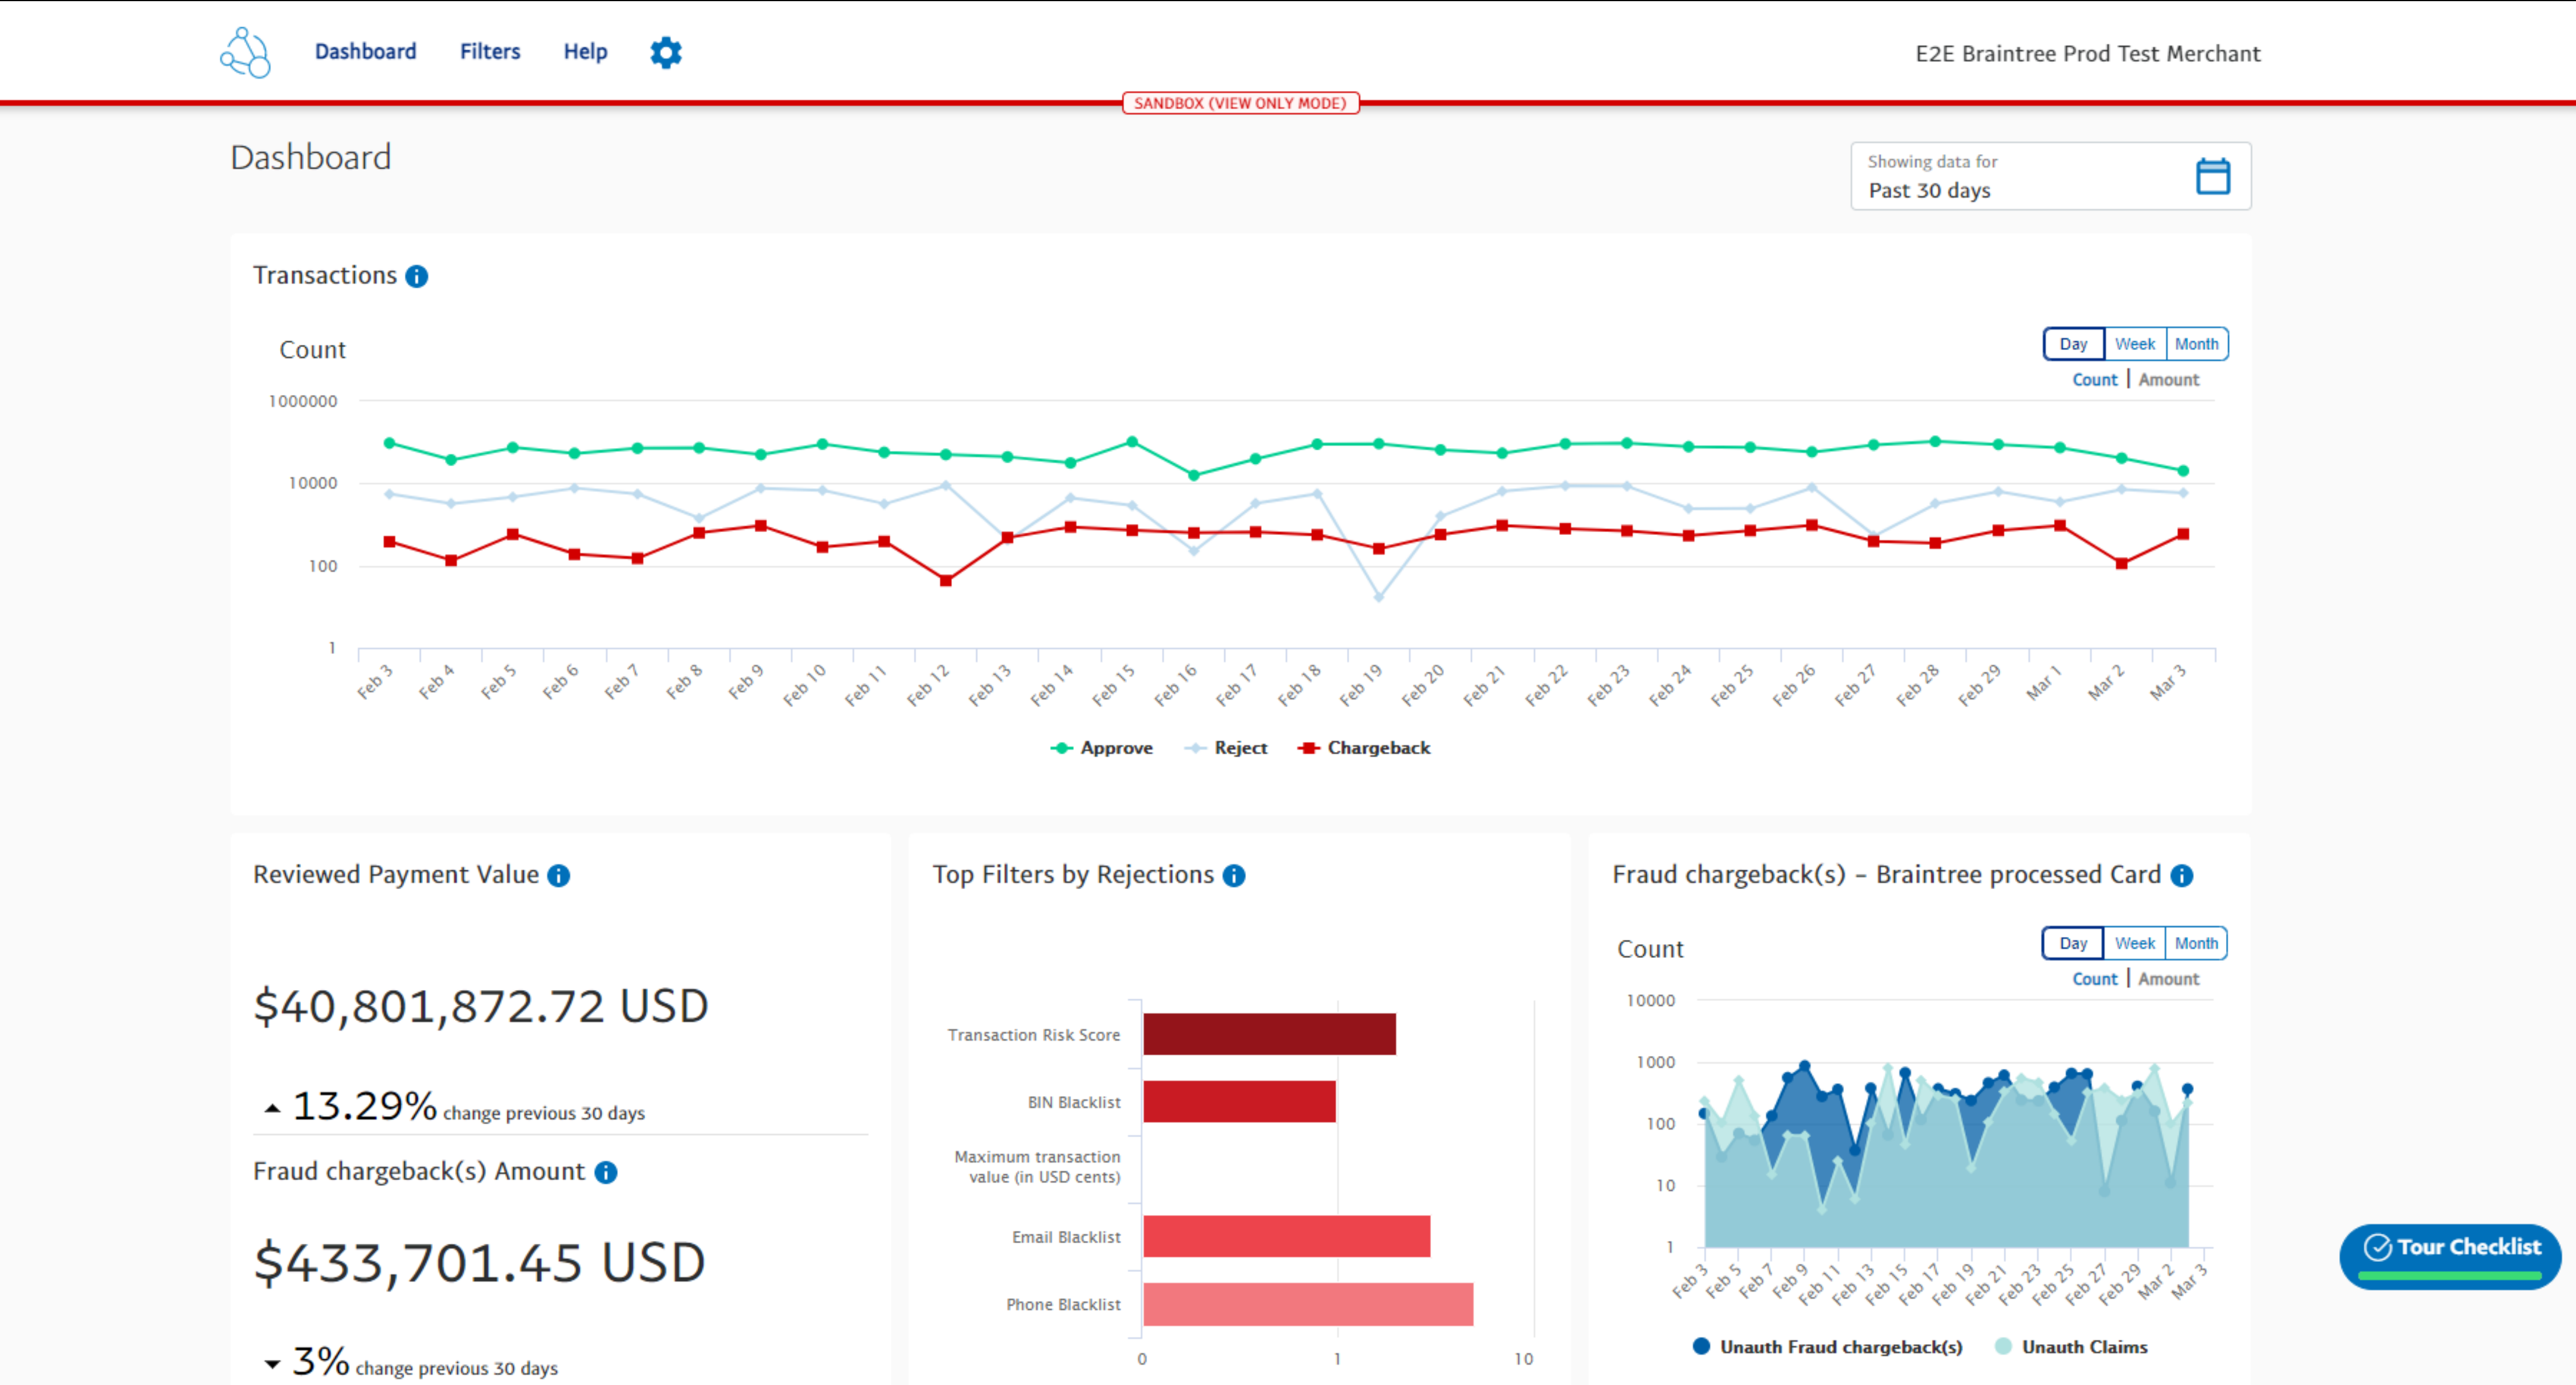 Dashboard Filters Help
E2E Braintree Prod Test Merchant
SANDBOX (VIEW ONLY MODE)
Dashboard
Showing data for
Past 30 days
Transactions
Count
Day Week Month
Count | Amount
1000000
10000
100
1
Feb 3 Feb 4 Feb 5 Feb 6 Feb 7 Feb 8 Feb 9 Feb 10 Feb 11 Feb 12 Feb 13 Feb 14 Feb 15 Feb 16 Feb 17 Feb 18 Feb 19 Feb 20 Feb 21 Feb 22 Feb 23 Feb 24 Feb 25 Feb 26 Feb 27 Feb 28 Feb 29 Mar 1 Mar 2 Mar 3
Approve Reject Chargeback
Reviewed Payment Value
$40,801,872.72 USD
13.29% change previous 30 days
Fraud chargeback(s) Amount
$433,701.45 USD
3% change previous 30 days
Top Filters by Rejections
Transaction Risk Score
BIN Blacklist
Maximum transaction
value (in USD cents)
Email Blacklist
Phone Blacklist
0 1 10
Fraud chargeback(s) – Braintree processed Card
Count
Day Week Month
Count | Amount
10000
1000
100
10
1
Feb 3 Feb 5 Feb 7 Feb 9 Feb 11 Feb 13 Feb 15 Feb 17 Feb 19 Feb 21 Feb 23 Feb 25 Feb 27 Feb 29 Mar 2 Mar 3
Unauth Fraud chargeback(s) Unauth Claims
Tour Checklist